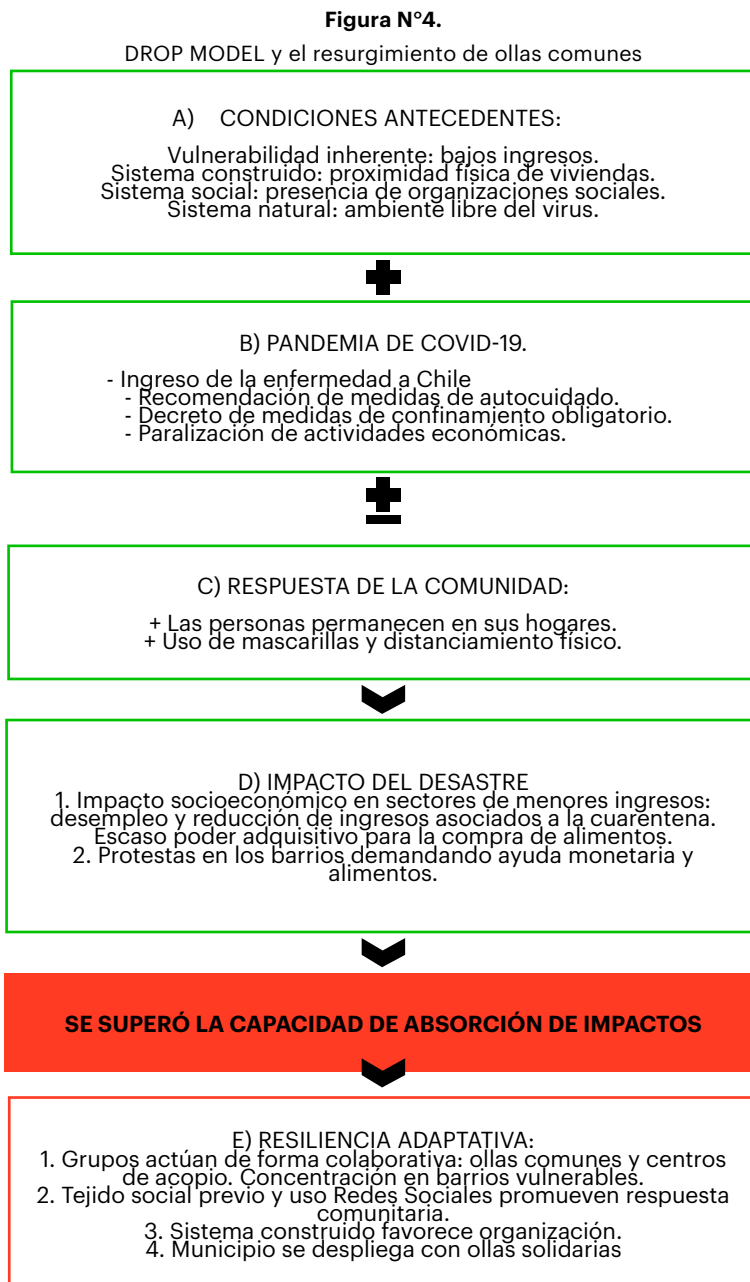 Figura N°4.
DROP MODEL y el resurgimiento de ollas comunes
A) CONDICIONES ANTECEDENTES:
Vulnerabilidad inherente: bajos ingresos.
Sistema construido: proximidad física de viviendas.
Sistema social: presencia de organizaciones sociales.
Sistema natural: ambiente libre del virus.
B) PANDEMIA DE COVID-19.
- Ingreso de la enfermedad a Chile
- Recomendación de medidas de autocuidado.
- Decreto de medidas de confinamiento obligatorio.
- Paralización de actividades económicas.
C) RESPUESTA DE LA COMUNIDAD:
+ Las personas permanecen en sus hogares.
+ Uso de mascarillas y distanciamiento físico.
D) IMPACTO DEL DESASTRE
1. Impacto socioeconómico en sectores de menores ingresos:
desempleo y reducción de ingresos asociados a la cuarentena.
Escaso poder adquisitivo para la compra de alimentos.
2. Protestas en los barrios demandando ayuda monetaria y
alimentos.
SE SUPERÓ LA CAPACIDAD DE ABSORCIÓN DE IMPACTOS
E) RESILIENCIA ADAPTATIVA:
1. Grupos actúan de forma colaborativa: ollas comunes y centros
de acopio. Concentración en barrios vulnerables.
2. Tejido social previo y uso Redes Sociales promueven respuesta
comunitaria.
3. Sistema construido favorece organización.
4. Municipio se despliega con ollas solidarias